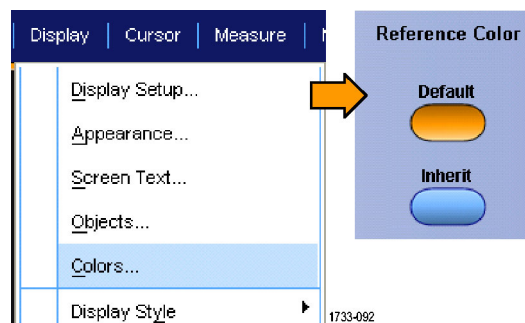 Display | Cursor | Measure |
Display Setup...
Appearance...
Screen Text...
Objects...
Colors...
Display Style
Reference Color
Default
Inherit
1733-092